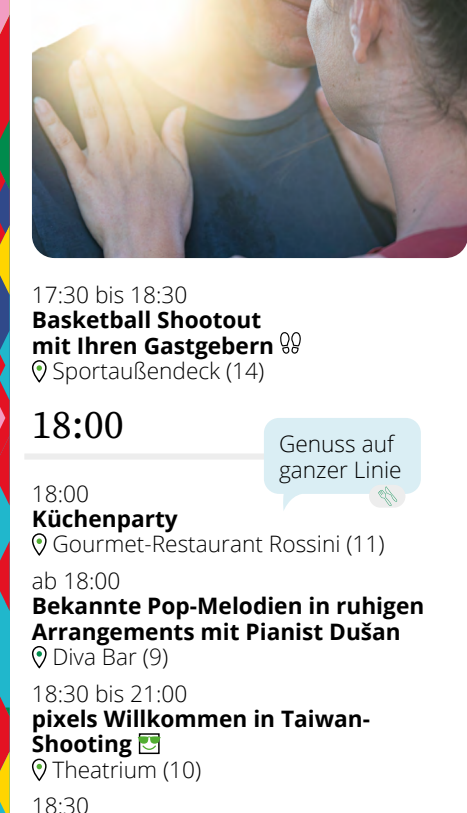 17:30 bis 18:30
Basketball Shootout
mit Ihren Gastgebern
Sportaußendeck (14)
18:00
Genuss auf
ganzer Linie
18:00
Küchenparty
Gourmet-Restaurant Rossini (11)
ab 18:00
Bekannte Pop-Melodien in ruhigen
Arrangements mit Pianist Dušan
Diva Bar (9)
18:30 bis 21:00
pixels Willkommen in Taiwan-
Shooting
Theatrium (10)
18:30